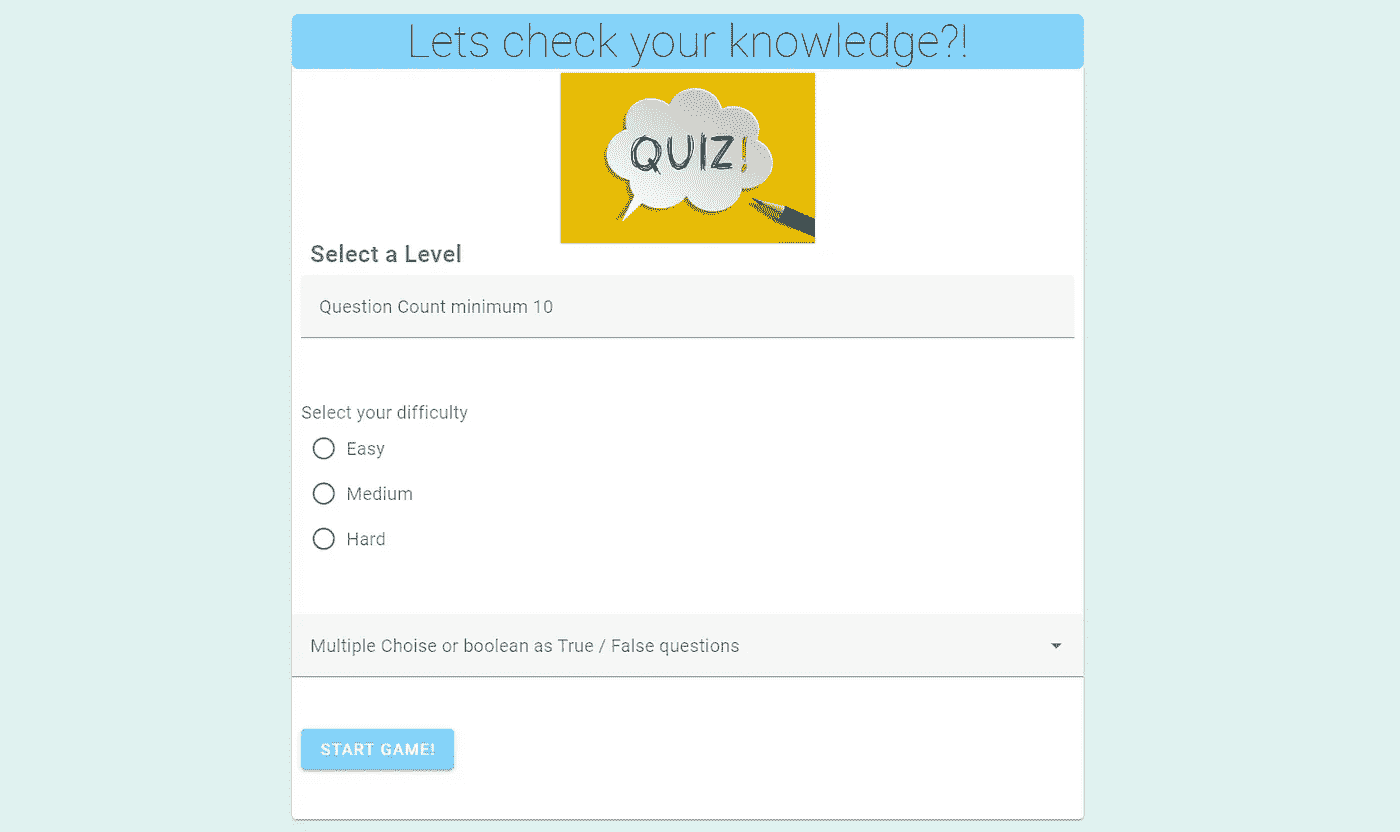 Lets check your knowledge?!
QUIZ!
Select a Level
Question Count minimum 10
Select your difficulty
Easy
Medium
Hard
Multiple Choise or boolean as True / False questions
START GAME!